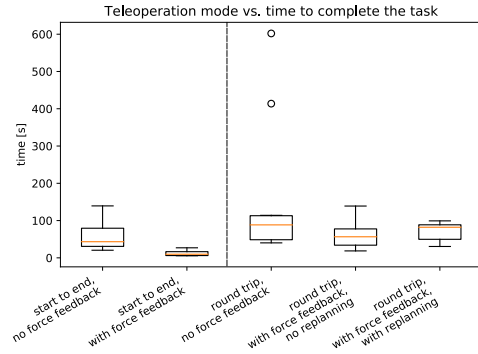 Teleoperation mode vs. time to complete the task
600
500
400
300
200
100
0
time [s]
start to end,
no force feedback
start to end,
with force feedback
round trip,
no force feedback
round trip,
with force feedback,
no replanning
round trip,
with force feedback,
with replanning